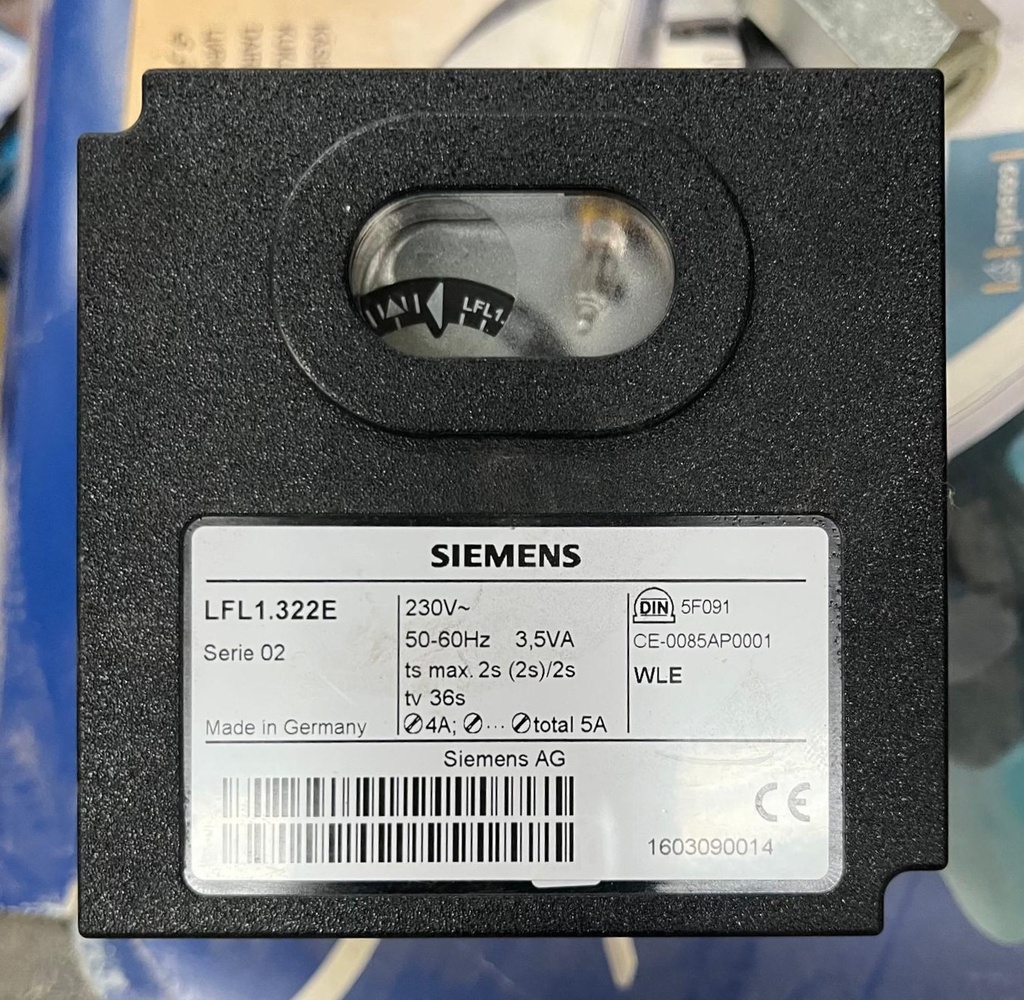 LFL1.
SIEMENS
LFL1.322E
Serie 02
Made in Germany
230V~
50-60Hz 3,5VA
ts max. 2s (2s)/2s
tv 36s
⊘4A; ⊘ ··· ⊘total 5A
DIN 5F091
CE-0085AP0001
WLE
Siemens AG
CE
1603090014
console